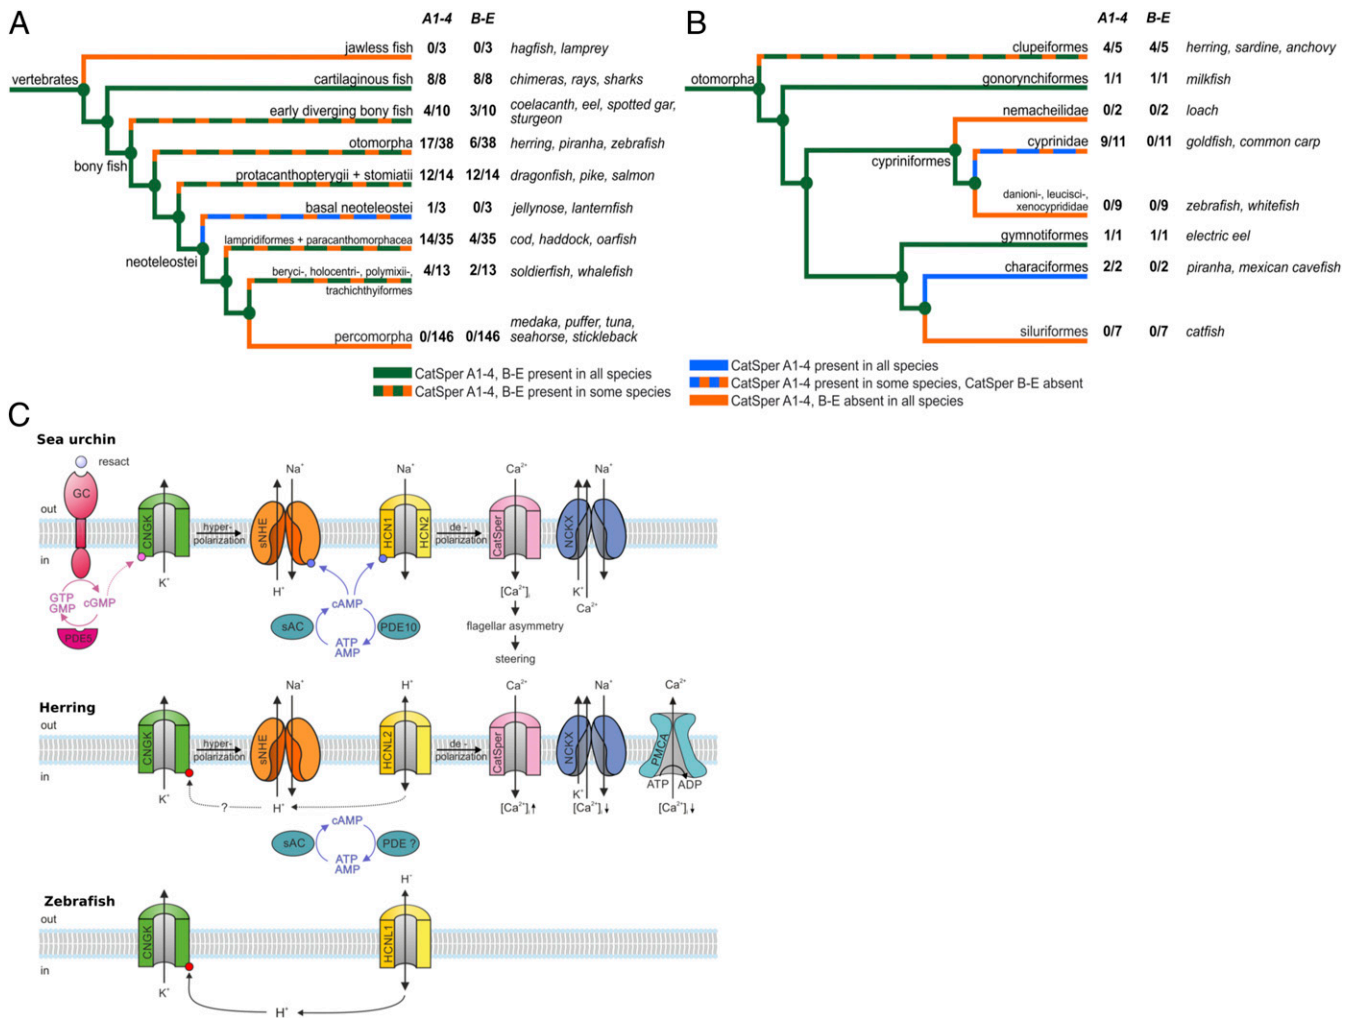 A
A1-4 B-E
jawless fish 0/3 0/3 hagfish, lamprey
vertebrates
cartilaginous fish 8/8 8/8 chimeras, rays, sharks
early diverging bony fish 4/10 3/10 coelacanth, eel, spotted gar,
sturgeon
bony fish
otomorpha 17/38 6/38 herring, piranha, zebrafish
protacanthopterygii + stomiatii 12/14 12/14 dragonfish, pike, salmon
basal neoteleostei 1/3 0/3 jellynose, lanternfish
lampridiformes + paracanthomorphacea 14/35 4/35 cod, haddock, oarfish
neoteleostei
beryci-, holocentri-, polymixii-,
trachichthyiformes
4/13 2/13 soldierfish, whalefish
percomorpha 0/146 0/146 medaka, puffer, tuna,
seahorse, stickleback
CatSper A1-4, B-E present in all species
CatSper A1-4, B-E present in some species
B
A1-4 B-E
clupeiformes 4/5 4/5 herring, sardine, anchovy
otomorpha
gonorynchiformes 1/1 1/1 milkfish
nemacheilidae 0/2 0/2 loach
cyprinidae 9/11 0/11 goldfish, common carp
cypriniformes
danioni-, leucisci-,
xenocyprididae
0/9 0/9 zebrafish, whitefish
gymnotiformes 1/1 1/1 electric eel
characiformes 2/2 0/2 piranha, mexican cavefish
siluriformes 0/7 0/7 catfish
CatSper A1-4 present in all species
CatSper A1-4 present in some species, CatSper B-E absent
CatSper A1-4, B-E absent in all species
C
Sea urchin
resact
GC
out
in
GTP
GMP
cGMP
PDE5
CNGK
K⁺
hyper-
polarization
Na⁺
sNHE
H⁺
Na⁺
HCN1
HCN2
cAMP
sAC
PDE10
ATP
AMP
de -
polarization
Ca²⁺
CatSper
[Ca²⁺]ᵢ
flagellar asymmetry
steering
Na⁺
NCKX
K⁺
Ca²⁺
Herring
out
in
CNGK
K⁺
hyper-
polarization
Na⁺
sNHE
?
H⁺
H⁺
HCNL2
cAMP
sAC
PDE ?
ATP
AMP
de -
polarization
Ca²⁺
CatSper
[Ca²⁺]ᵢ↑
Na⁺
NCKX
K⁺
[Ca²⁺]ᵢ↓
Ca²⁺
PMCA
ATP ADP
[Ca²⁺]ᵢ↓
Zebrafish
out
in
CNGK
K⁺
H⁺
HCNL1
H⁺